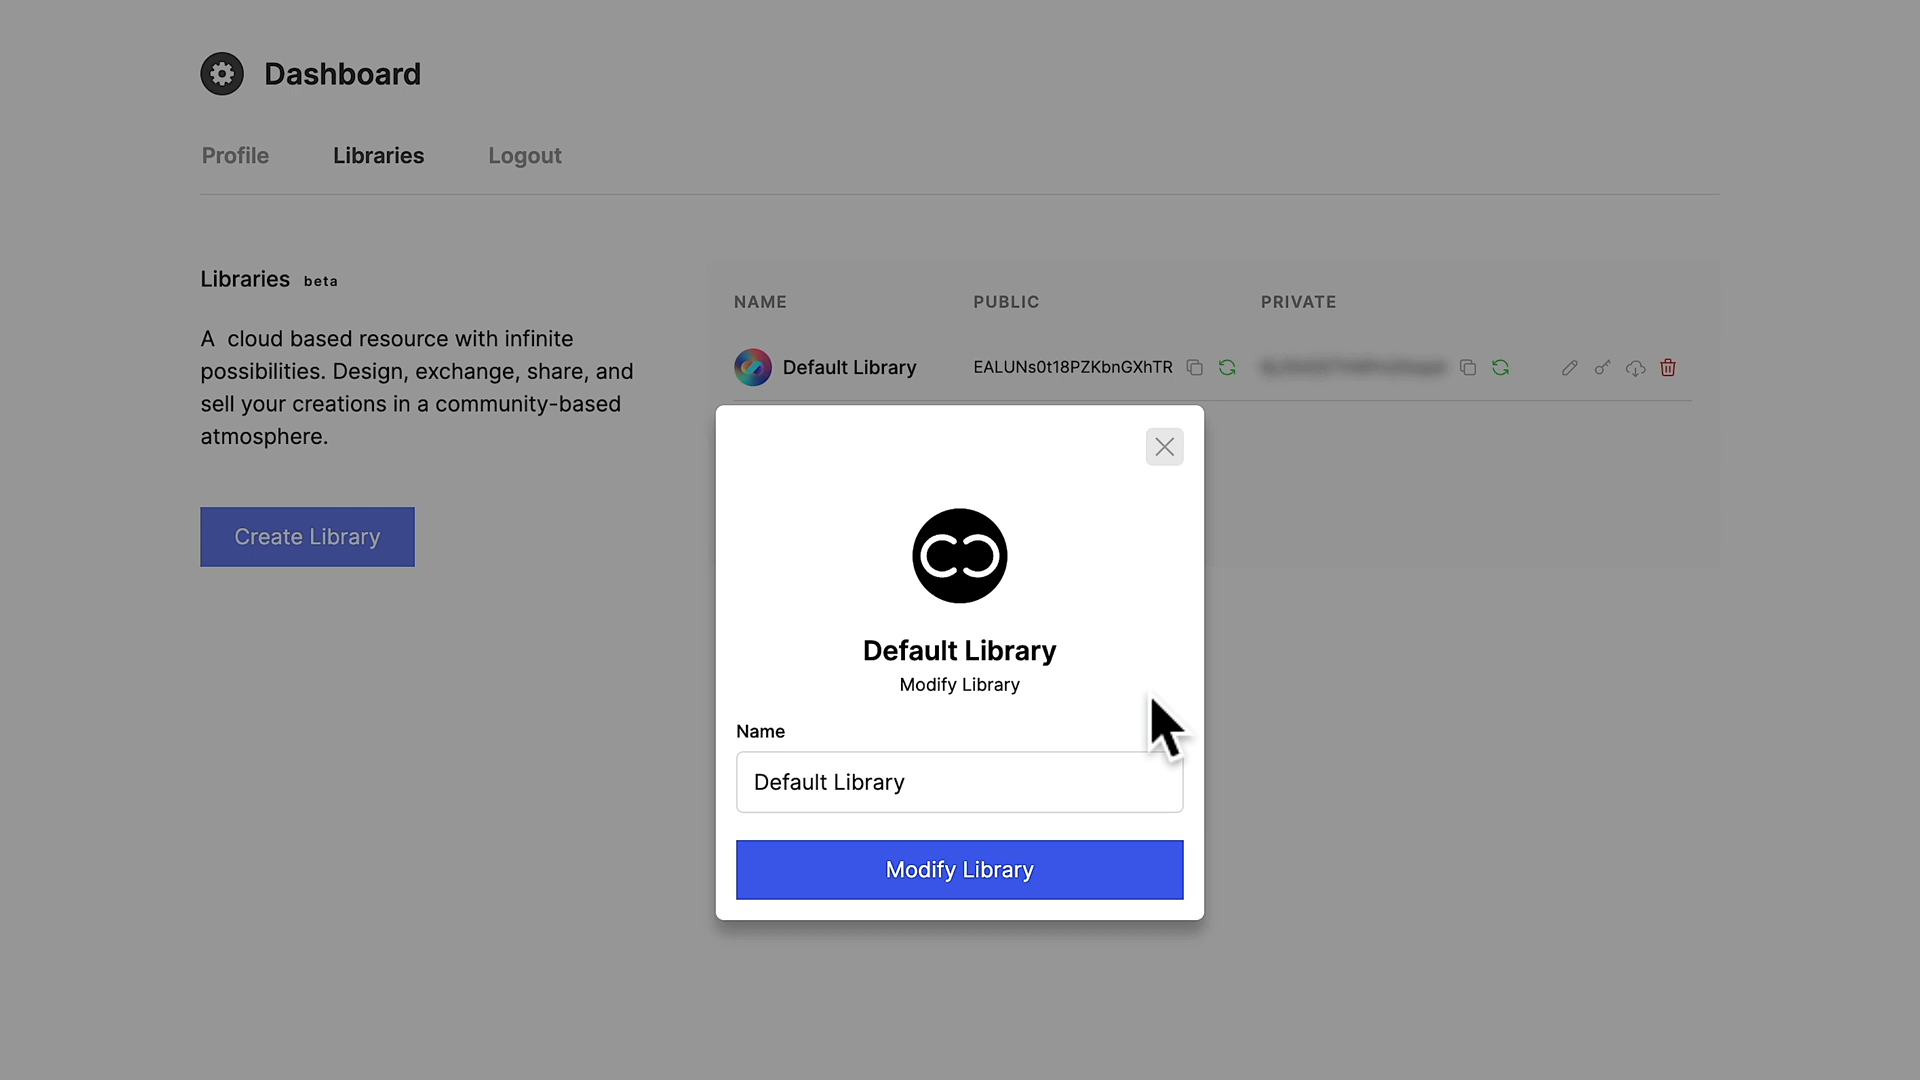 Dashboard
Profile
Libraries
Logout
Libraries beta
A cloud based resource with infinite
possibilities. Design, exchange, share, and
sell your creations in a community-based
atmosphere.
Create Library
NAME
PUBLIC
PRIVATE
Default Library
EALUNs0t18PZKbnGXhTR
Default Library
Modify Library
Name
Default Library
Modify Library